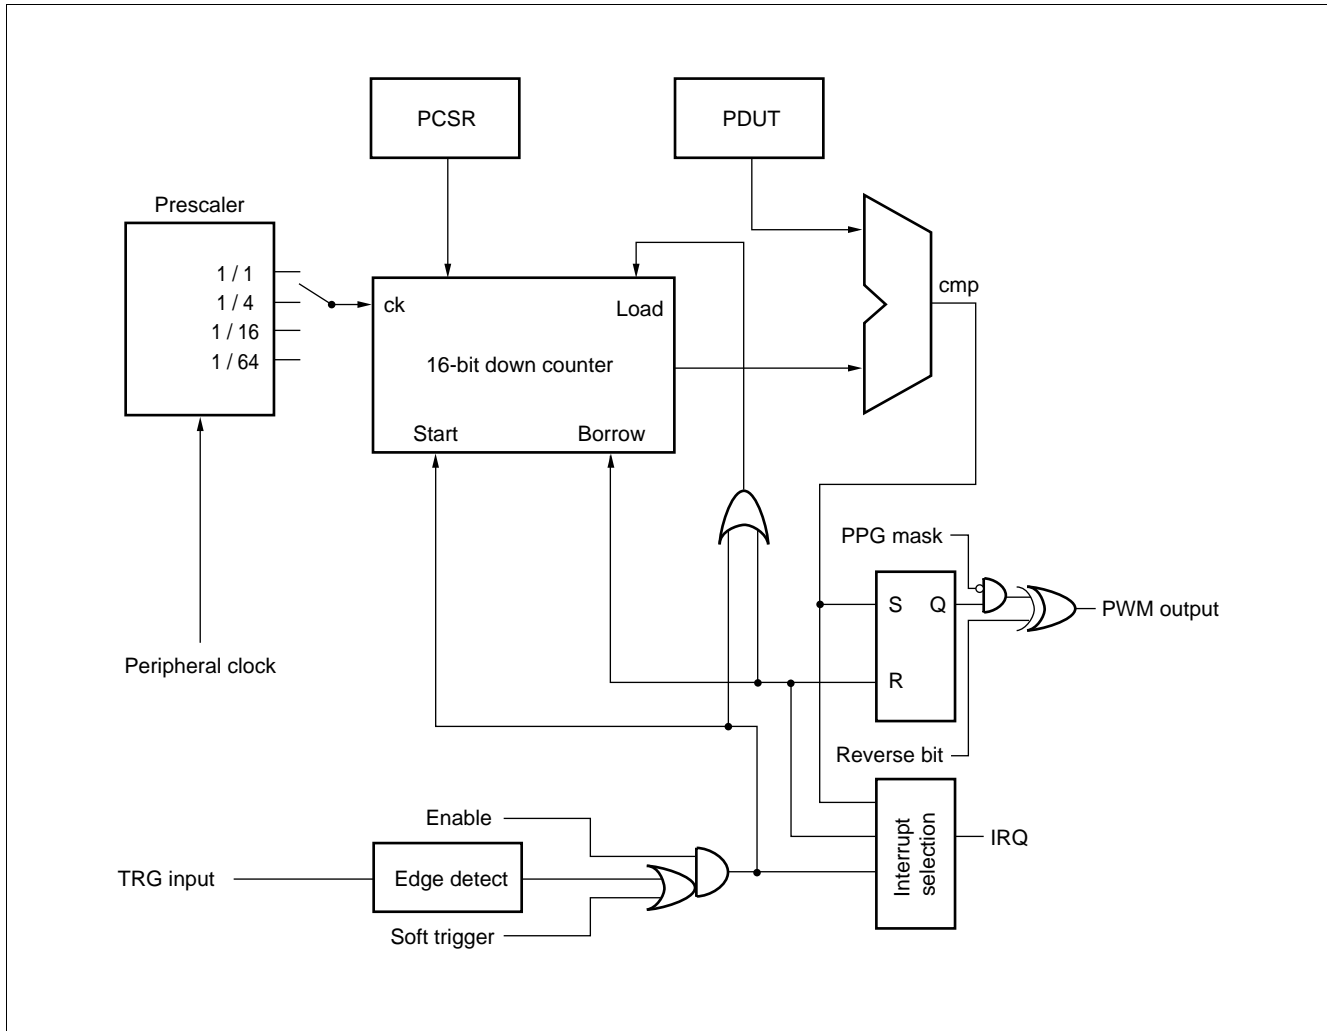 PCSR
PDUT
Prescaler
1 / 1
1 / 4
1 / 16
1 / 64
ck
Load
16-bit down counter
Start
Borrow
cmp
PPG mask
S
Q
R
PWM output
Peripheral clock
Reverse bit
Enable
TRG input
Edge detect
Soft trigger
Interrupt
selection
IRQ